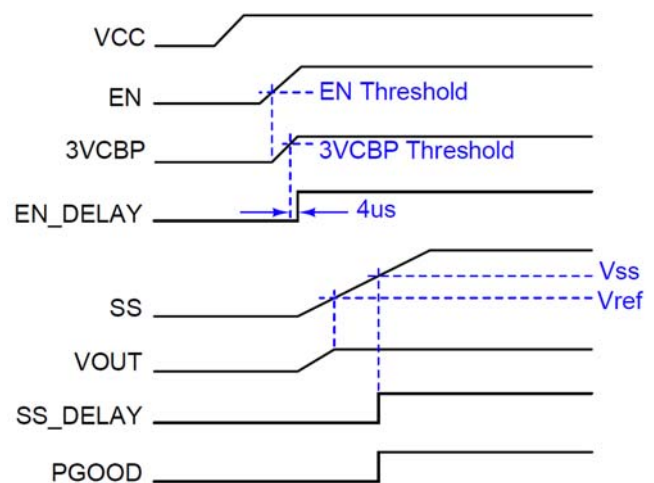 VCC
EN
EN Threshold
3VCBP
3VCBP Threshold
EN_DELAY
4us
SS
Vss
Vref
VOUT
SS_DELAY
PGOOD